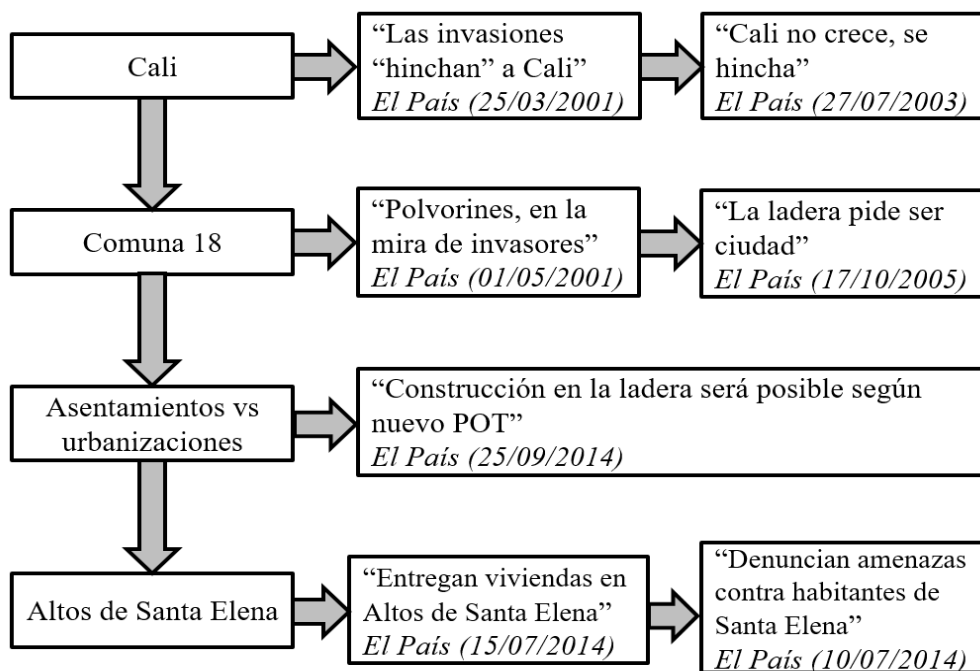 Cali
“Las invasiones
“hinchan” a Cali”
El País (25/03/2001)
“Cali no crece, se
hincha”
El País (27/07/2003)
Comuna 18
“Polvorines, en la
mira de invasores”
El País (01/05/2001)
“La ladera pide ser
ciudad”
El País (17/10/2005)
Asentamientos vs
urbanizaciones
“Construcción en la ladera será posible según
nuevo POT”
El País (25/09/2014)
Altos de Santa Elena
“Entregan viviendas en
Altos de Santa Elena”
El País (15/07/2014)
“Denuncian amenazas
contra habitantes de
Santa Elena”
El País (10/07/2014)